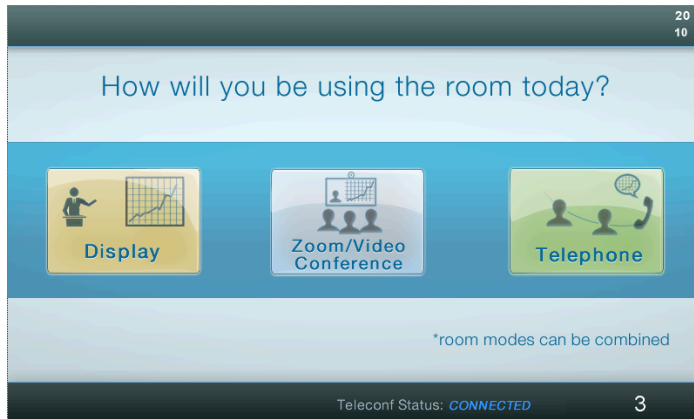 20
10
How will you be using the room today?
Display
Zoom/Video
Conference
Telephone
*room modes can be combined
Teleconf Status: CONNECTED
3